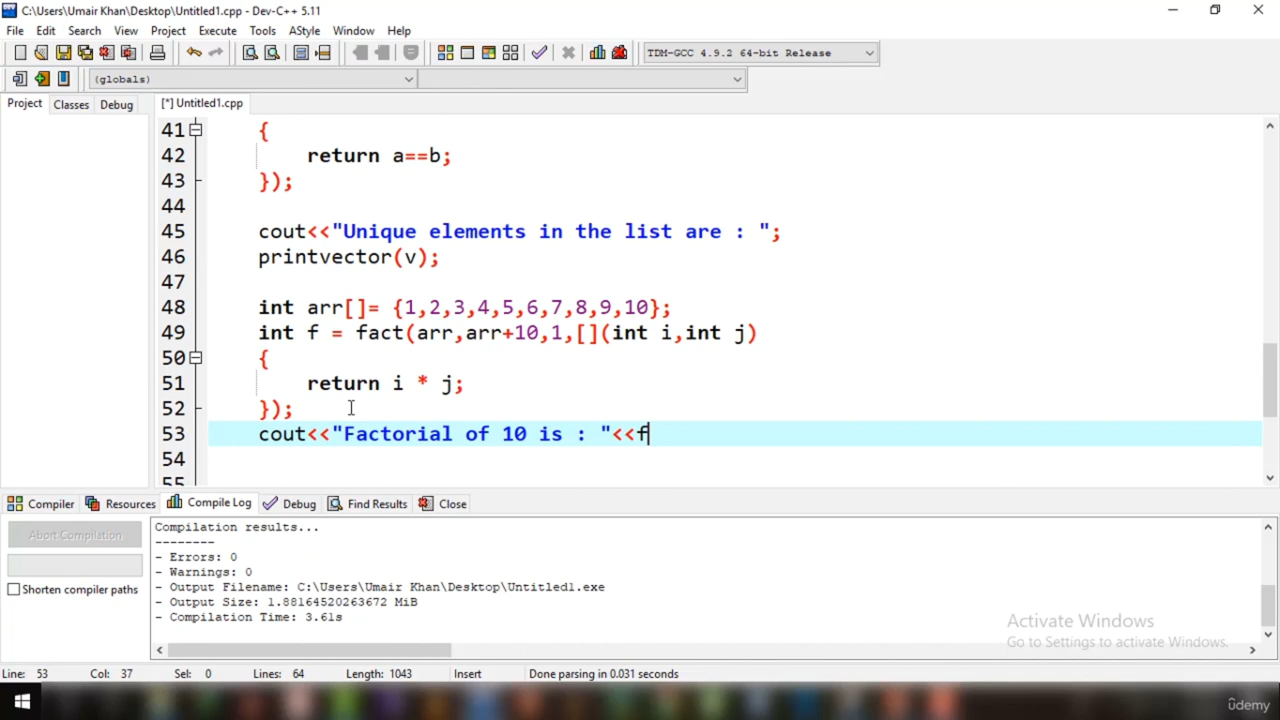 C:\Users\Umair Khan\Desktop\Untitled1.cpp - Dev-C++ 5.11
File Edit Search View Project Execute Tools AStyle Window Help
TDM-GCC 4.9.2 64-bit Release
(globals)
Project Classes Debug [*] Untitled1.cpp
41 {
42 return a==b;
43 });
44
45 cout<<"Unique elements in the list are : ";
46 printvector(v);
47
48 int arr[]= {1,2,3,4,5,6,7,8,9,10};
49 int f = fact(arr,arr+10,1,[](int i,int j)
50 {
51 return i * j;
52 });
53 cout<<"Factorial of 10 is : "<<f
54
55
Compiler Resources Compile Log Debug Find Results Close
Abort Compilation
Shorten compiler paths
Compilation results...
--------
- Errors: 0
- Warnings: 0
- Output Filename: C:\Users\Umair Khan\Desktop\Untitled1.exe
- Output Size: 1.88164520263672 MiB
- Compilation Time: 3.61s
Activate Windows
Go to Settings to activate Windows.
Line: 53 Col: 37 Sel: 0 Lines: 64 Length: 1043 Insert Done parsing in 0.031 seconds
ûdemy